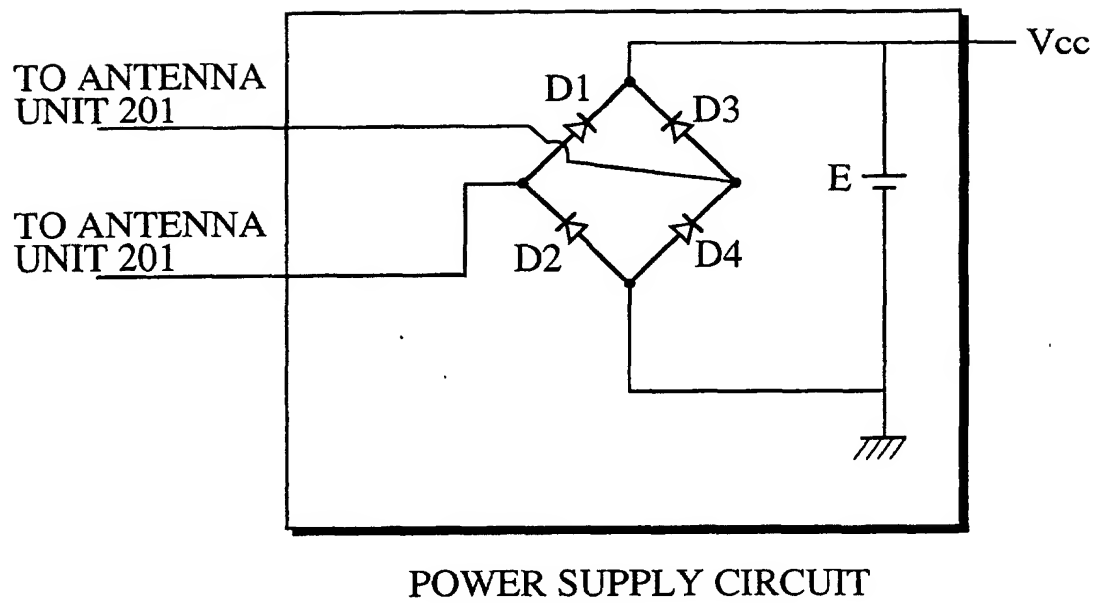 Vcc
TO ANTENNA
UNIT 201
D1
D3
E
TO ANTENNA
UNIT 201
D2
D4
POWER SUPPLY CIRCUIT